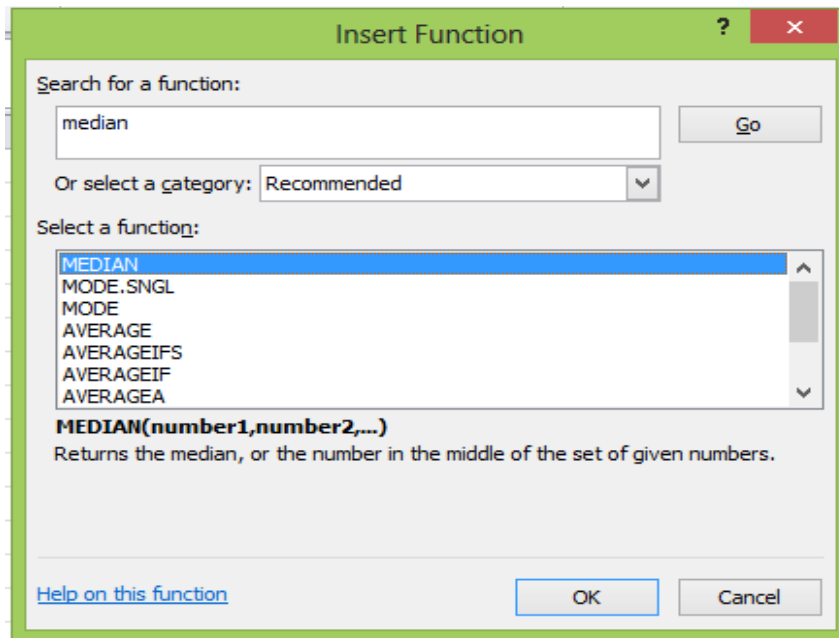 Insert Function
?
×
Search for a function:
median
Go
Or select a category: Recommended
Select a function:
MEDIAN
MODE.SNGL
MODE
AVERAGE
AVERAGEIFS
AVERAGEIF
AVERAGEA
MEDIAN(number1,number2,...)
Returns the median, or the number in the middle of the set of given numbers.
Help on this function
OK
Cancel